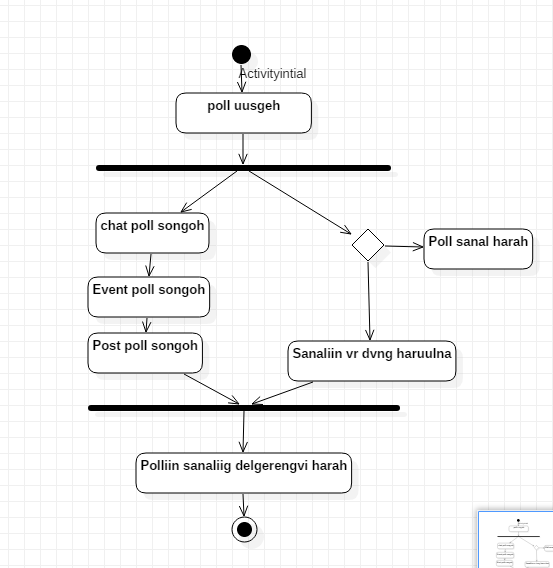 Activityintial
poll uusgeh
chat poll songoh
Poll sanal harah
Event poll songoh
Post poll songoh
Sanaliin vr dvng haruulna
Polliin sanaliig delgerengvi harah